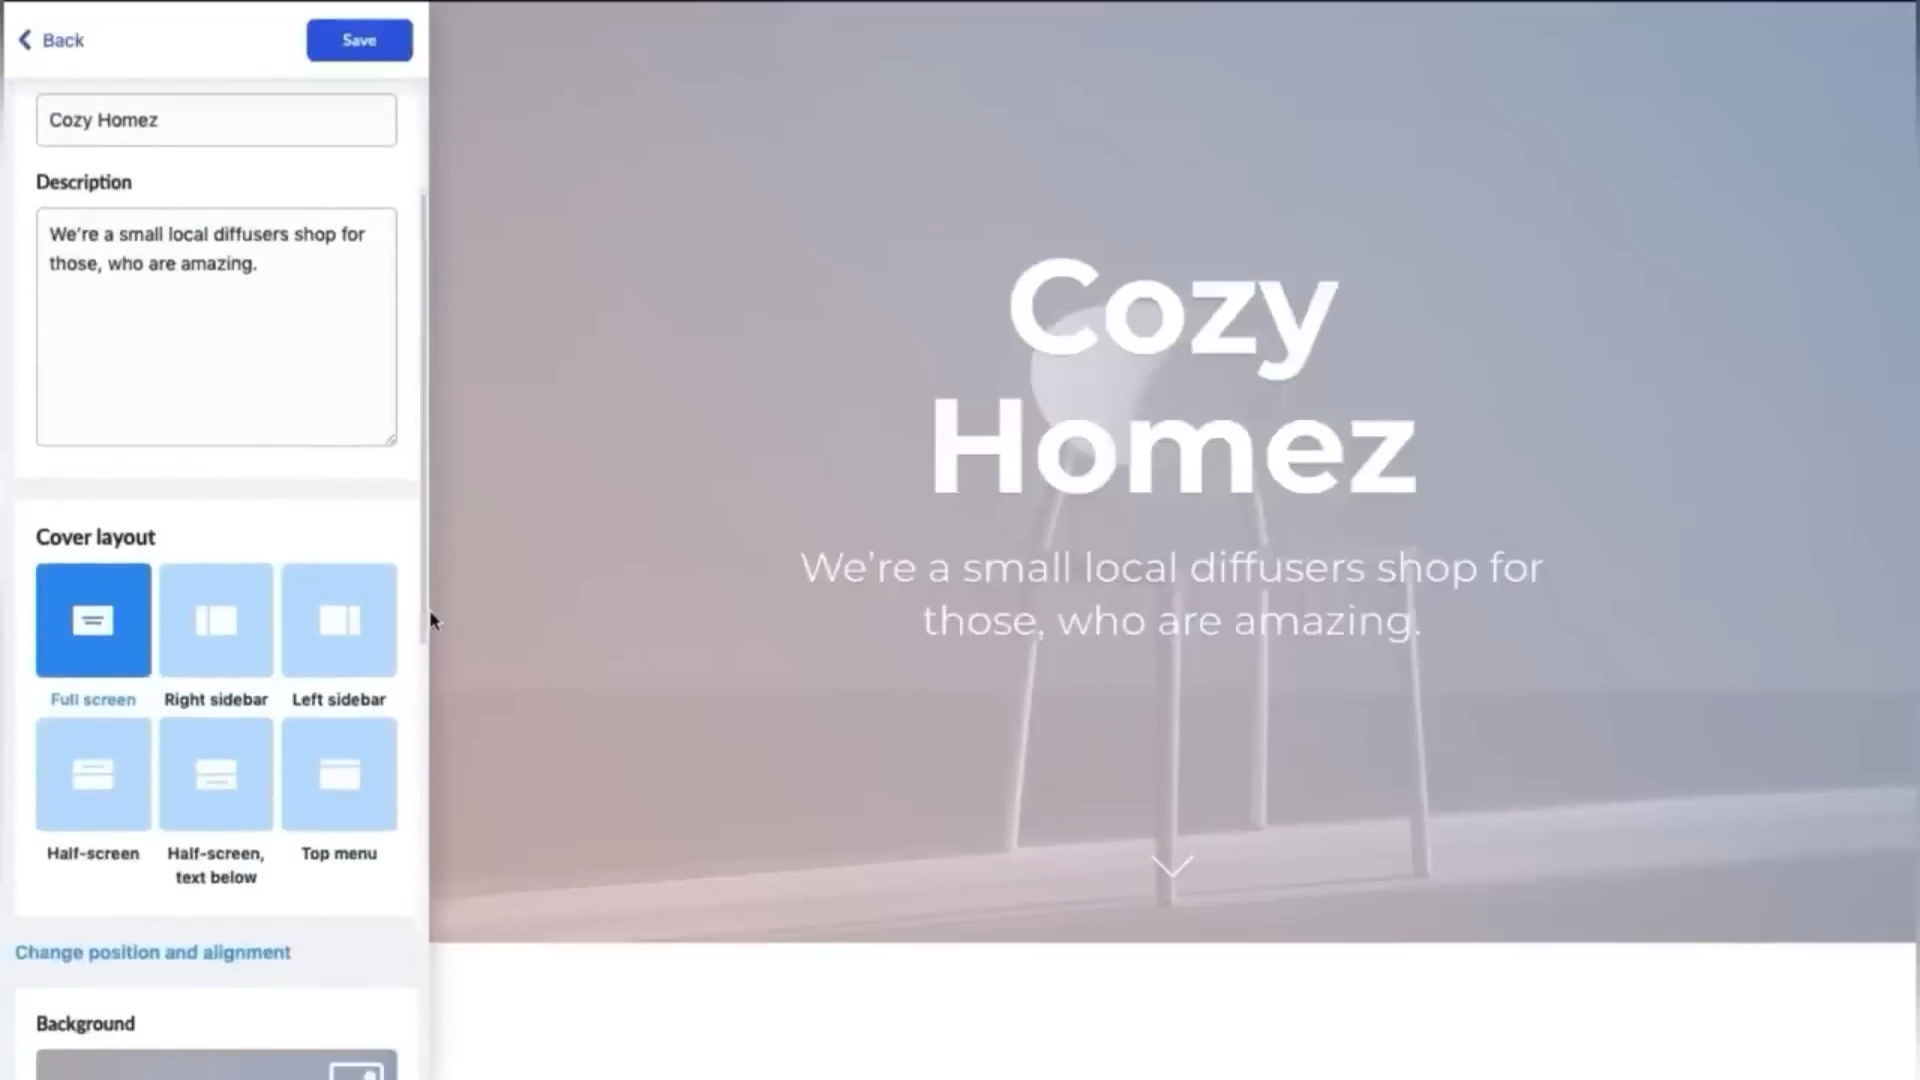 Back
Save
Cozy Homez
Description
We're a small local diffusers shop for
those, who are amazing.
Cover layout
Full screen
Right sidebar
Left sidebar
Half-screen
Half-screen,
text below
Top menu
Change position and alignment
Background
Cozy
Homez
We're a small local diffusers shop for
those, who are amazing.